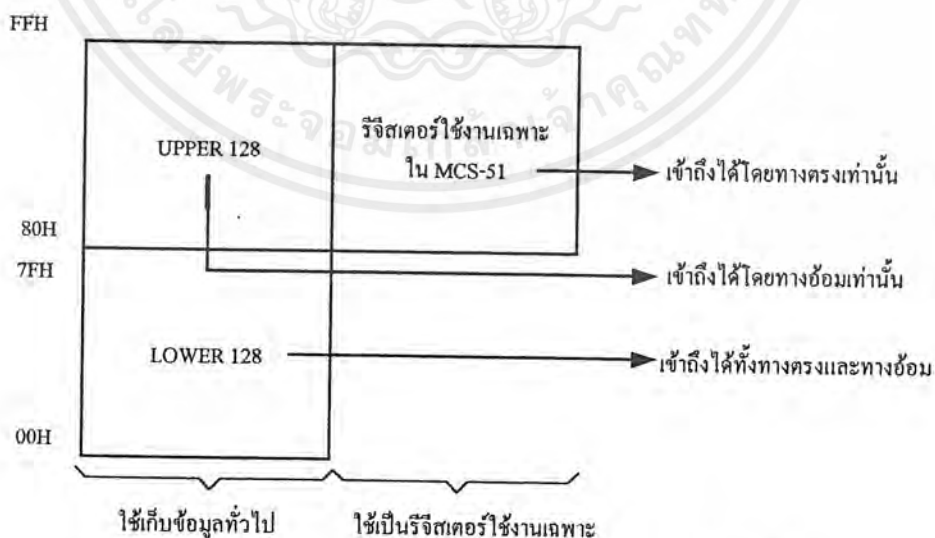 FFH
UPPER 128
รีจีสเตอร์ใช้งานเฉพาะ
ใน MCS-51
เข้าถึงได้โดยทางตรงเท่านั้น
80H
7FH
เข้าถึงได้โดยทางอ้อมเท่านั้น
LOWER 128
เข้าถึงได้ทั้งทางตรงและทางอ้อม
00H
ใช้เก็บข้อมูลทั่วไป
ใช้เป็นรีจีสเตอร์ใช้งานเฉพาะ